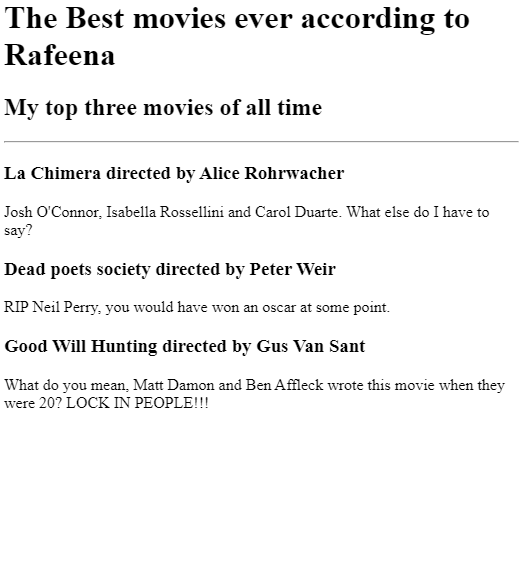 The Best movies ever according to
Rafeena
My top three movies of all time
La Chimera directed by Alice Rohrwacher
Josh O'Connor, Isabella Rossellini and Carol Duarte. What else do I have to
say?
Dead poets society directed by Peter Weir
RIP Neil Perry, you would have won an oscar at some point.
Good Will Hunting directed by Gus Van Sant
What do you mean, Matt Damon and Ben Affleck wrote this movie when they
were 20? LOCK IN PEOPLE!!!